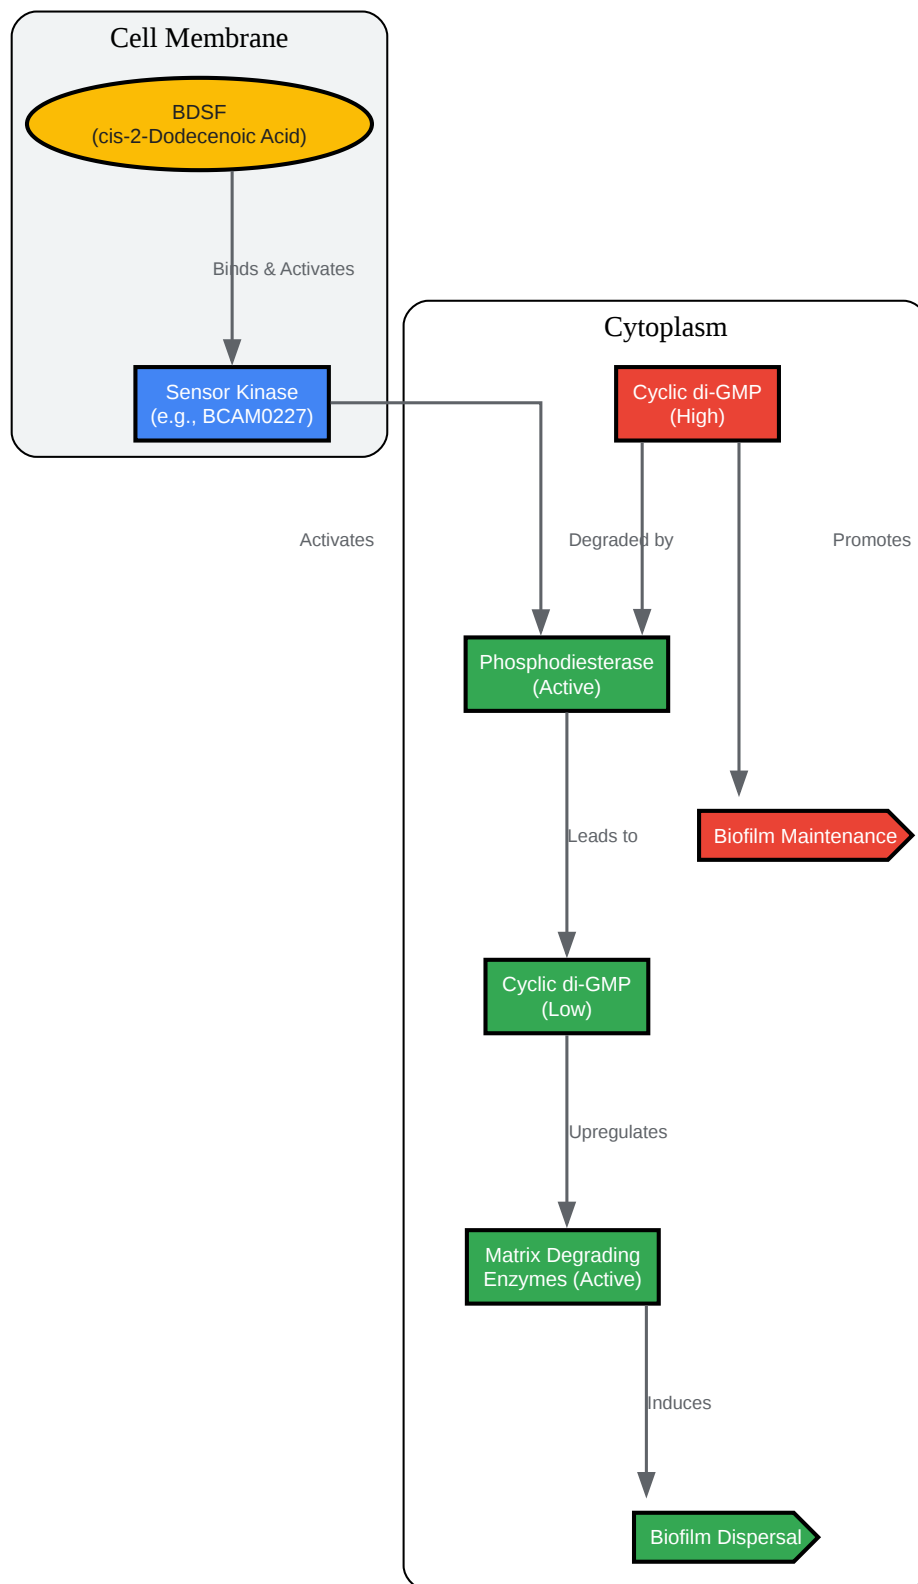 Cell Membrane
BDSF
(cis-2-Dodecenoic Acid)
Binds & Activates
Sensor Kinase
(e.g., BCAM0227)
Cytoplasm
Cyclic di-GMP
(High)
Activates
Degraded by
Promotes
Phosphodiesterase
(Active)
Leads to
Biofilm Maintenance
Cyclic di-GMP
(Low)
Upregulates
Matrix Degrading
Enzymes (Active)
Induces
Biofilm Dispersal